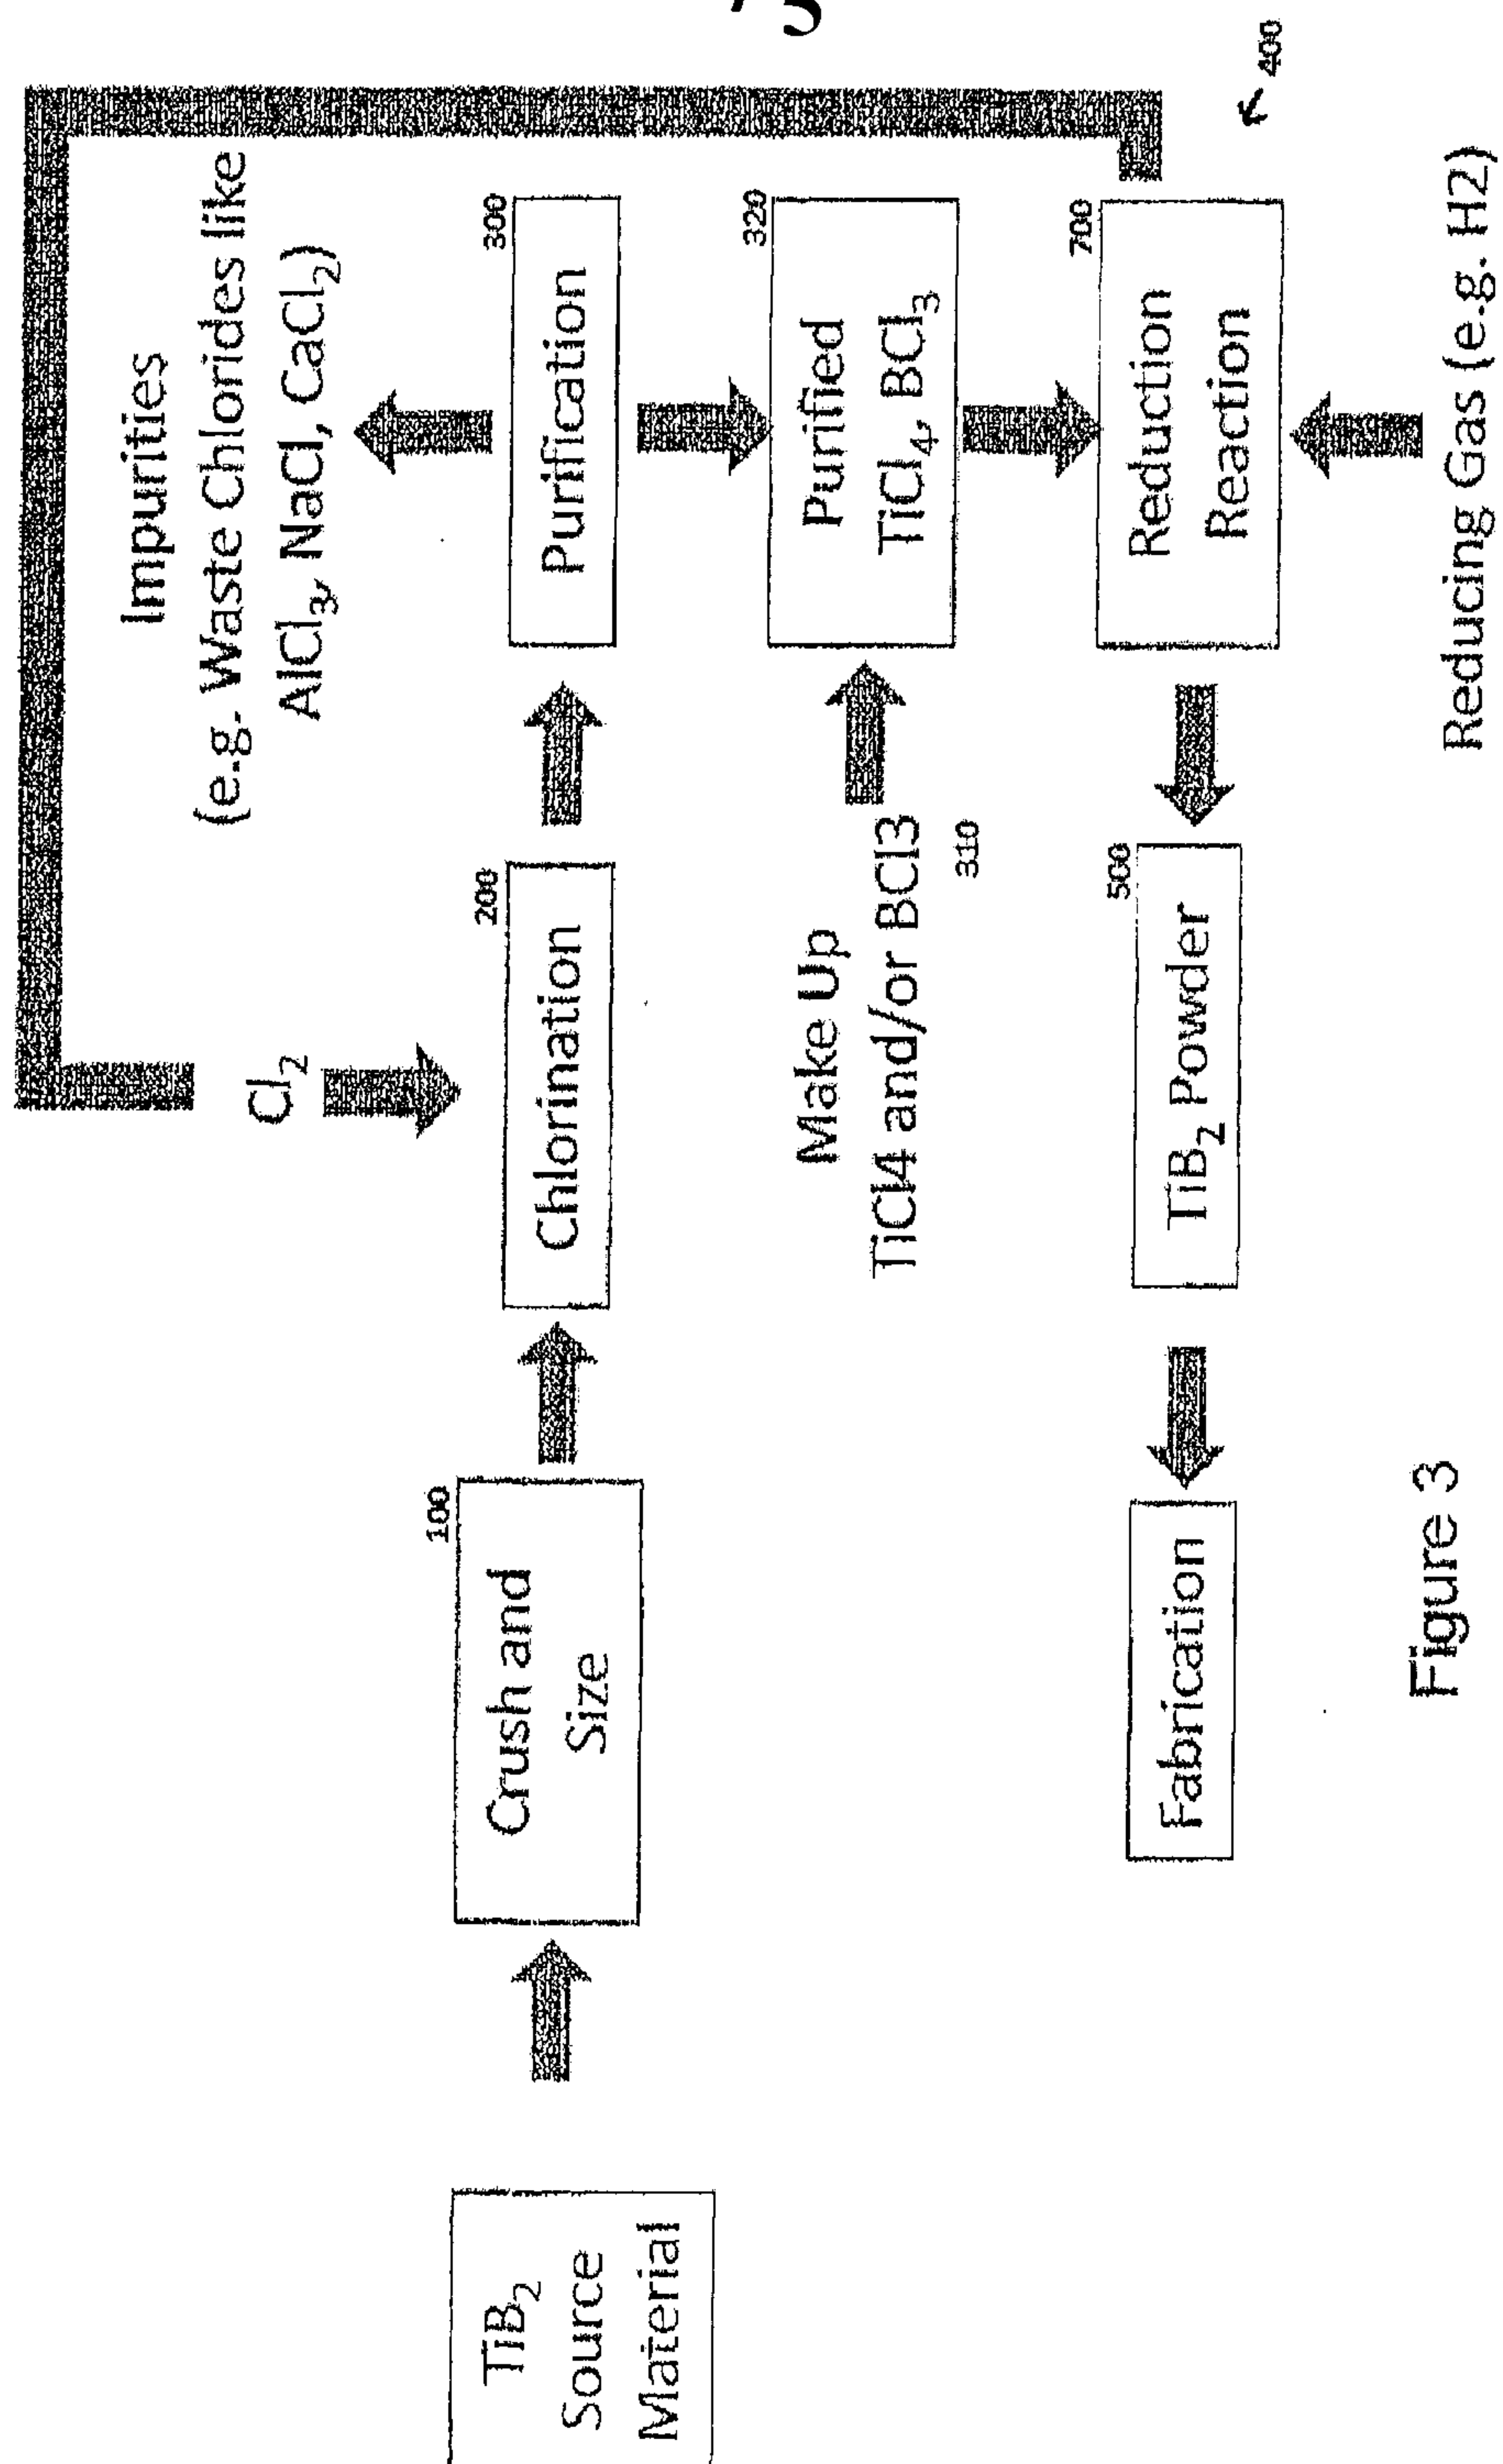 Impurities
(e.g. Waste Chlorides like
AlCl₃, NaCl, CaCl₂)
Cl₂
TiB₂
Source
Material
100
Crush and
Size
200
Chlorination
300
Purification
Make Up
TiCl4 and/or BCl3
310
320
Purified
TiCl₄, BCl₃
Fabrication
500
TiB₂ Powder
700
Reduction
Reaction
400
Reducing Gas (e.g. H2)
Figure 3